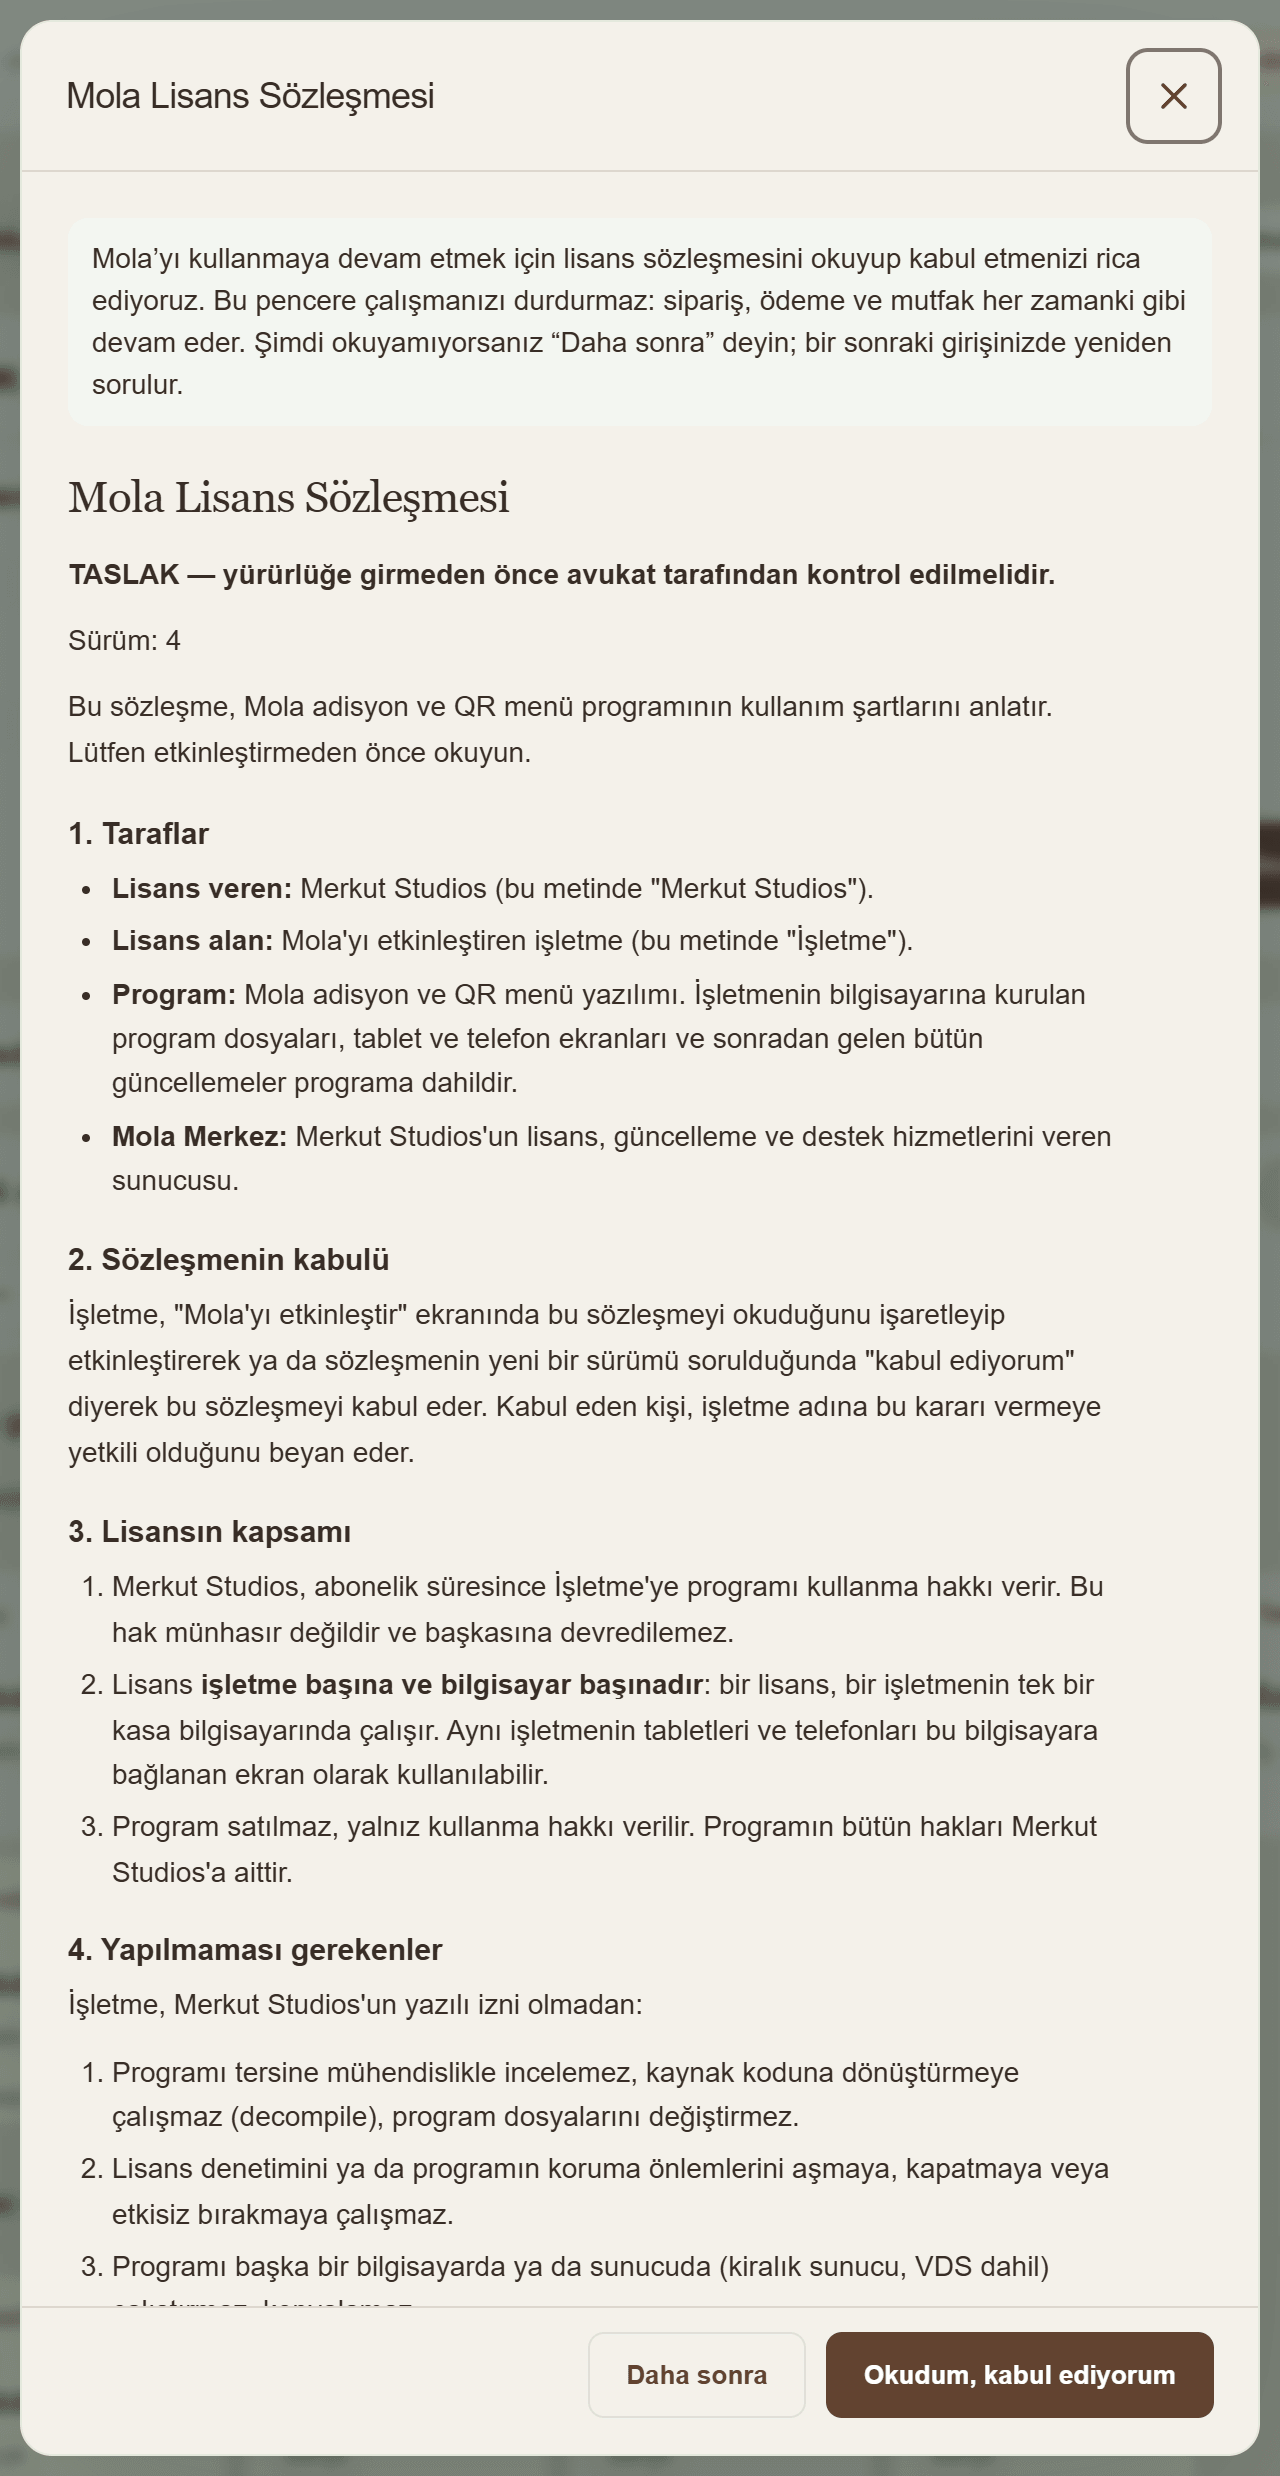 Mola Lisans Sözleşmesi
Mola’yı kullanmaya devam etmek için lisans sözleşmesini okuyup kabul etmenizi rica
ediyoruz. Bu pencere çalışmanızı durdurmaz: sipariş, ödeme ve mutfak her zamanki gibi
devam eder. Şimdi okuyamıyorsanız “Daha sonra” deyin; bir sonraki girişinizde yeniden
sorulur.
Mola Lisans Sözleşmesi
TASLAK — yürürlüğe girmeden önce avukat tarafından kontrol edilmelidir.
Sürüm: 4
Bu sözleşme, Mola adisyon ve QR menü programının kullanım şartlarını anlatır.
Lütfen etkinleştirmeden önce okuyun.
1. Taraflar
• Lisans veren: Merkut Studios (bu metinde "Merkut Studios").
• Lisans alan: Mola'yı etkinleştiren işletme (bu metinde "İşletme").
• Program: Mola adisyon ve QR menü yazılımı. İşletmenin bilgisayarına kurulan
program dosyaları, tablet ve telefon ekranları ve sonradan gelen bütün
güncellemeler programa dahildir.
• Mola Merkez: Merkut Studios'un lisans, güncelleme ve destek hizmetlerini veren
sunucusu.
2. Sözleşmenin kabulü
İşletme, "Mola'yı etkinleştir" ekranında bu sözleşmeyi okuduğunu işaretleyip
etkinleştirerek ya da sözleşmenin yeni bir sürümü sorulduğunda "kabul ediyorum"
diyerek bu sözleşmeyi kabul eder. Kabul eden kişi, işletme adına bu kararı vermeye
yetkili olduğunu beyan eder.
3. Lisansın kapsamı
1. Merkut Studios, abonelik süresince İşletme'ye programı kullanma hakkı verir. Bu
hak münhasır değildir ve başkasına devredilemez.
2. Lisans işletme başına ve bilgisayar başınadır: bir lisans, bir işletmenin tek bir
kasa bilgisayarında çalışır. Aynı işletmenin tabletleri ve telefonları bu bilgisayara
bağlanan ekran olarak kullanılabilir.
3. Program satılmaz, yalnız kullanma hakkı verilir. Programın bütün hakları Merkut
Studios'a aittir.
4. Yapılmaması gerekenler
İşletme, Merkut Studios'un yazılı izni olmadan:
1. Programı tersine mühendislikle incelemez, kaynak koduna dönüştürmeye
çalışmaz (decompile), program dosyalarını değiştirmez.
2. Lisans denetimini ya da programın koruma önlemlerini aşmaya, kapatmaya veya
etkisiz bırakmaya çalışmaz.
3. Programı başka bir bilgisayarda ya da sunucuda (kiralık sunucu, VDS dahil)
Daha sonra
Okudum, kabul ediyorum